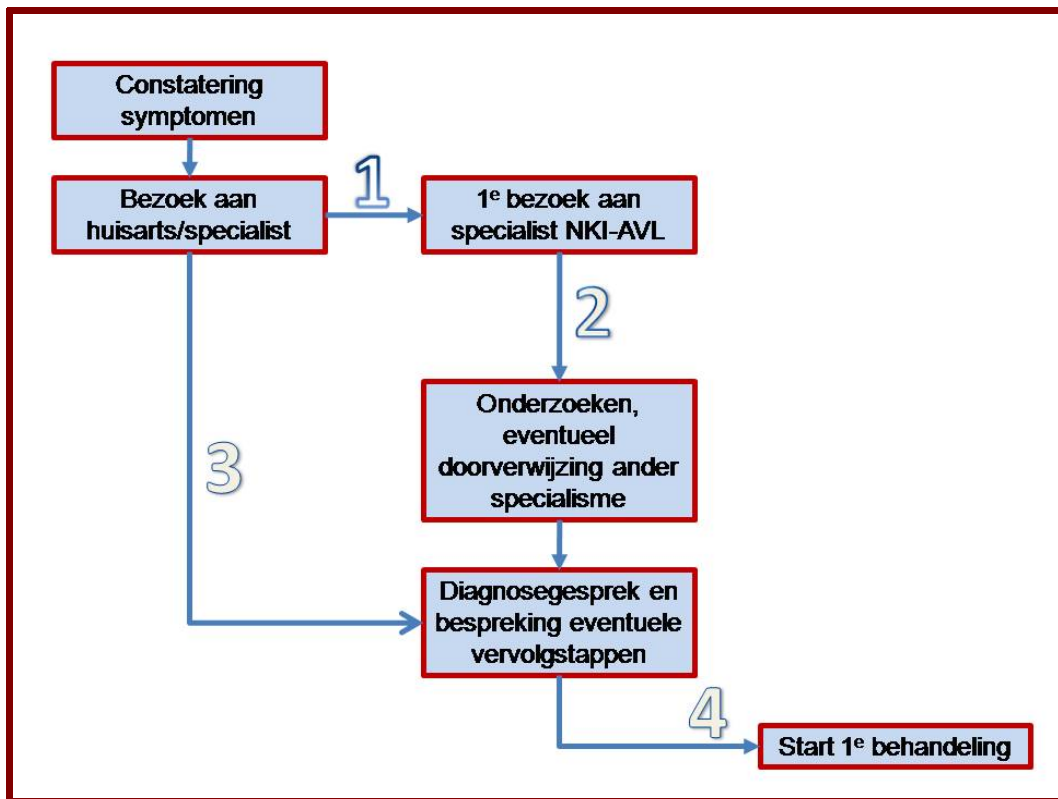 Constatering
symptomen
Bezoek aan
huisarts/specialist
1
1e bezoek aan
specialist NKI-AVL
2
Onderzoeken,
eventueel
doorverwijzing ander
specialisme
3
Diagnosegesprek en
bespreking eventuele
vervolgstappen
4
Start 1e behandeling